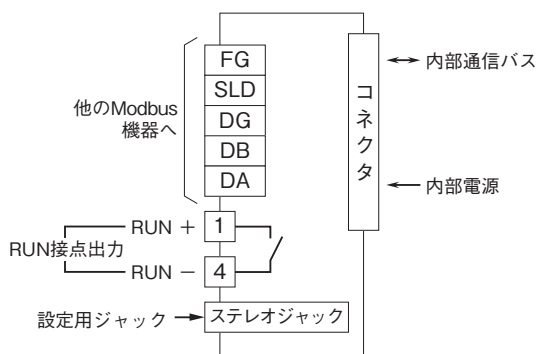 他のModbus
機器へ
FG
SLD
DG
DB
DA
コネクタ
内部通信バス
内部電源
RUN接点出力
RUN +
1
RUN −
4
設定用ジャック
ステレオジャック